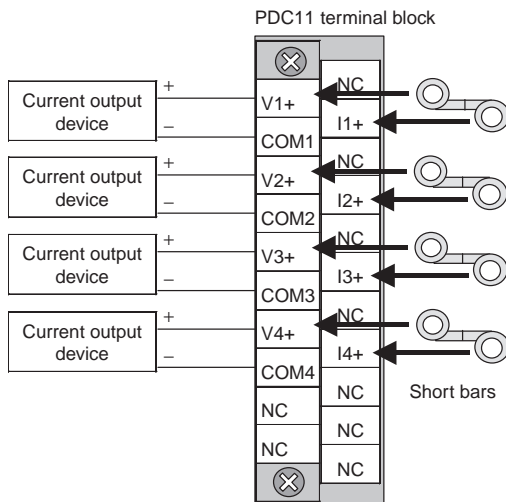 PDC11 terminal block
NC
Current output
device
+
−
V1+
COM1
I1+
NC
Current output
device
+
−
V2+
COM2
I2+
NC
Current output
device
+
−
V3+
COM3
I3+
NC
Current output
device
+
−
V4+
COM4
I4+
Short bars
NC
NC
NC
NC
NC